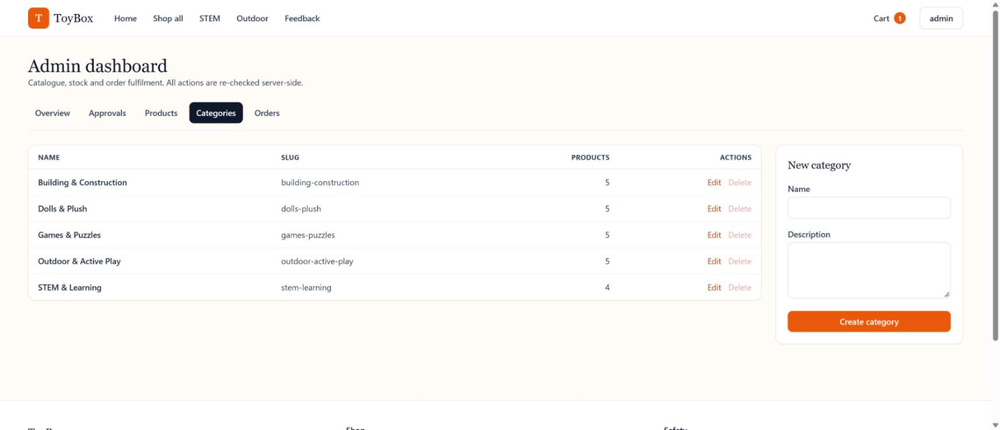 T ToyBox Home Shop all STEM Outdoor Feedback Cart 1 admin
Admin dashboard
Catalogue, stock and order fulfilment. All actions are re-checked server-side.
Overview Approvals Products Categories Orders
NAME SLUG PRODUCTS ACTIONS
Building & Construction building-construction 5 Edit Delete
Dolls & Plush dolls-plush 5 Edit Delete
Games & Puzzles games-puzzles 5 Edit Delete
Outdoor & Active Play outdoor-active-play 5 Edit Delete
STEM & Learning stem-learning 4 Edit Delete
New category
Name
Description
Create category